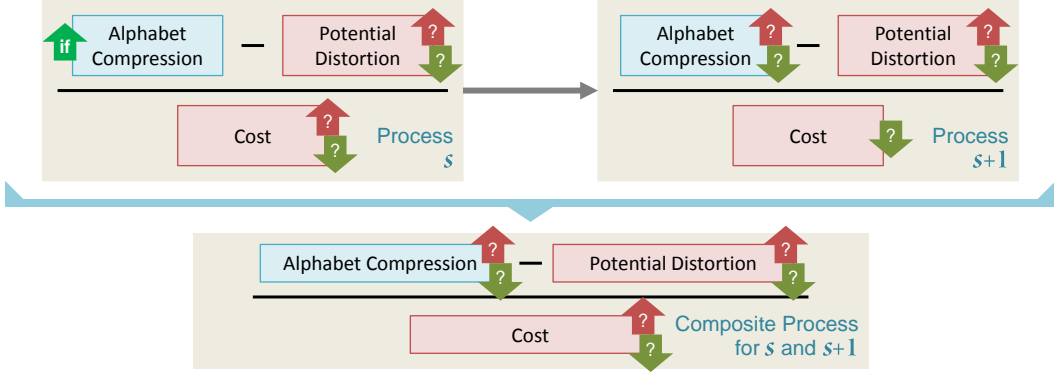 if
Alphabet
Compression
–
Potential
Distortion
?
?
Cost
?
?
Process
s
Alphabet
Compression
?
?
–
Potential
Distortion
?
?
Cost
?
Process
s+1
Alphabet Compression
?
?
–
Potential Distortion
?
?
Cost
?
?
Composite Process
for s and s+1